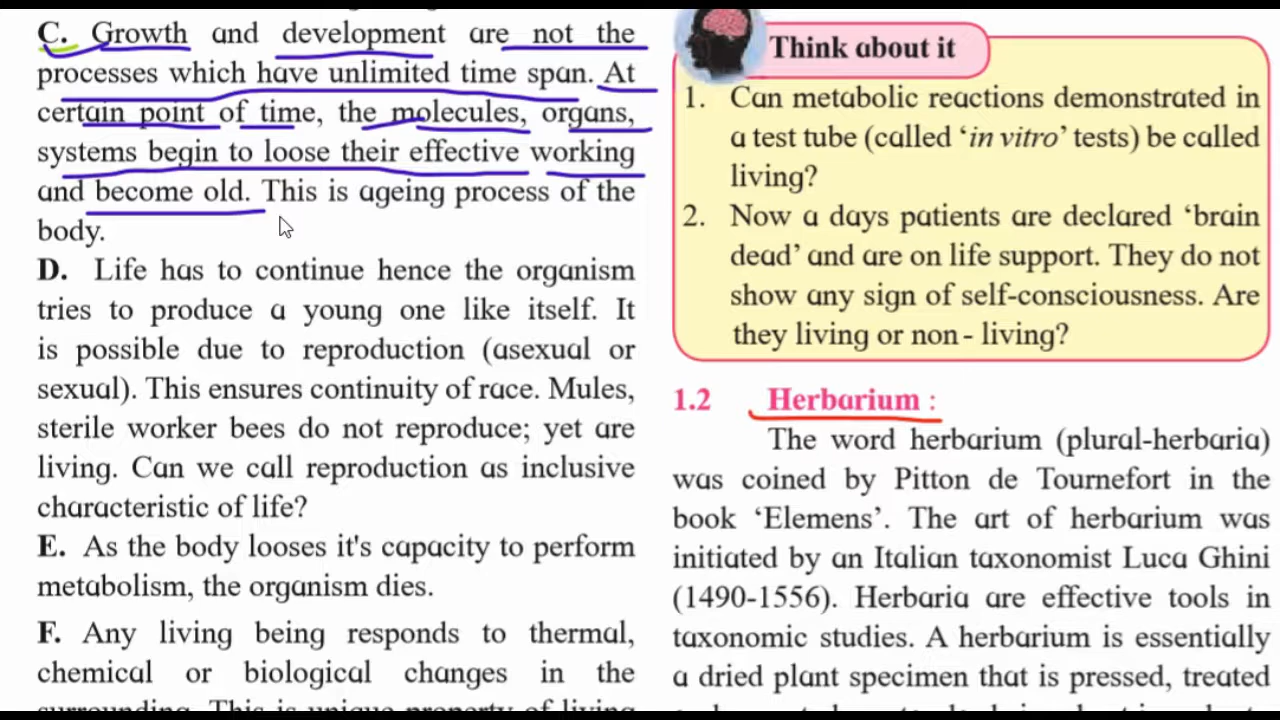 C. Growth and development are not the
processes which have unlimited time span. At
certain point of time, the molecules, organs,
systems begin to loose their effective working
and become old. This is ageing process of the
body.
D. Life has to continue hence the organism
tries to produce a young one like itself. It
is possible due to reproduction (asexual or
sexual). This ensures continuity of race. Mules,
sterile worker bees do not reproduce; yet are
living. Can we call reproduction as inclusive
characteristic of life?
E. As the body looses it's capacity to perform
metabolism, the organism dies.
F. Any living being responds to thermal,
chemical or biological changes in the
surrounding. This is unique property of living
Think about it
1. Can metabolic reactions demonstrated in
a test tube (called ‘in vitro’ tests) be called
living?
2. Now a days patients are declared ‘brain
dead’ and are on life support. They do not
show any sign of self-consciousness. Are
they living or non - living?
1.2 Herbarium :
The word herbarium (plural-herbaria)
was coined by Pitton de Tournefort in the
book ‘Elemens’. The art of herbarium was
initiated by an Italian taxonomist Luca Ghini
(1490-1556). Herbaria are effective tools in
taxonomic studies. A herbarium is essentially
a dried plant specimen that is pressed, treated